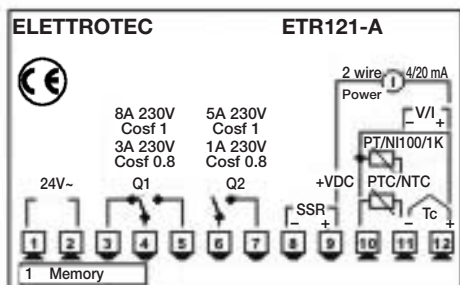 ELETTROTEC ETR121-A
CE
2 wire I 4/20 mA
Power
8A 230V 5A 230V
Cosf 1 Cosf 1
3A 230V 1A 230V
Cosf 0.8 Cosf 0.8
− V/I +
PT/NI100/1K
24V~ Q1 Q2 +VDC PTC/NTC
− SSR + − Tc +
1 2 3 4 5 6 7 8 9 10 11 12
1 Memory